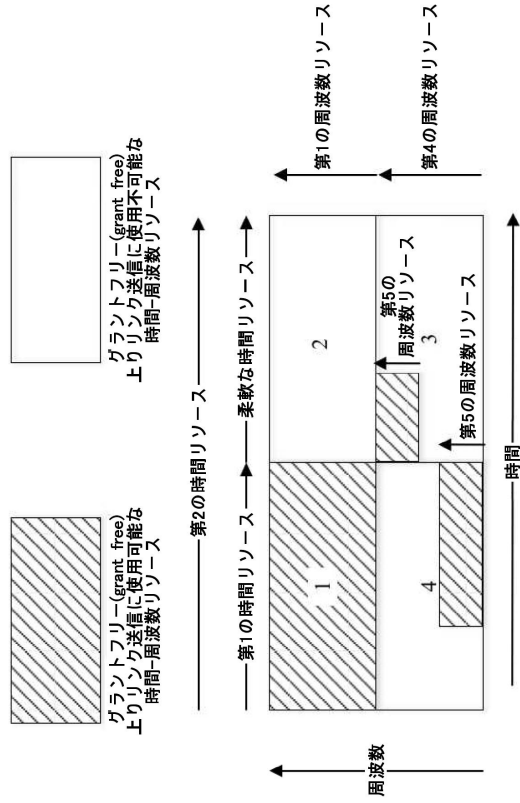 グラントフリー(grant free)
上りリンク送信に使用可能な
時間-周波数リソース
グラントフリー(grant free)
上りリンク送信に使用不可能な
時間-周波数リソース
第2の時間リソース
第1の時間リソース
柔軟な時間リソース
周波数
1
2
第1の周波数リソース
4
第5の
周波数リソース
3
第5の周波数リソース
第4の周波数リソース
時間